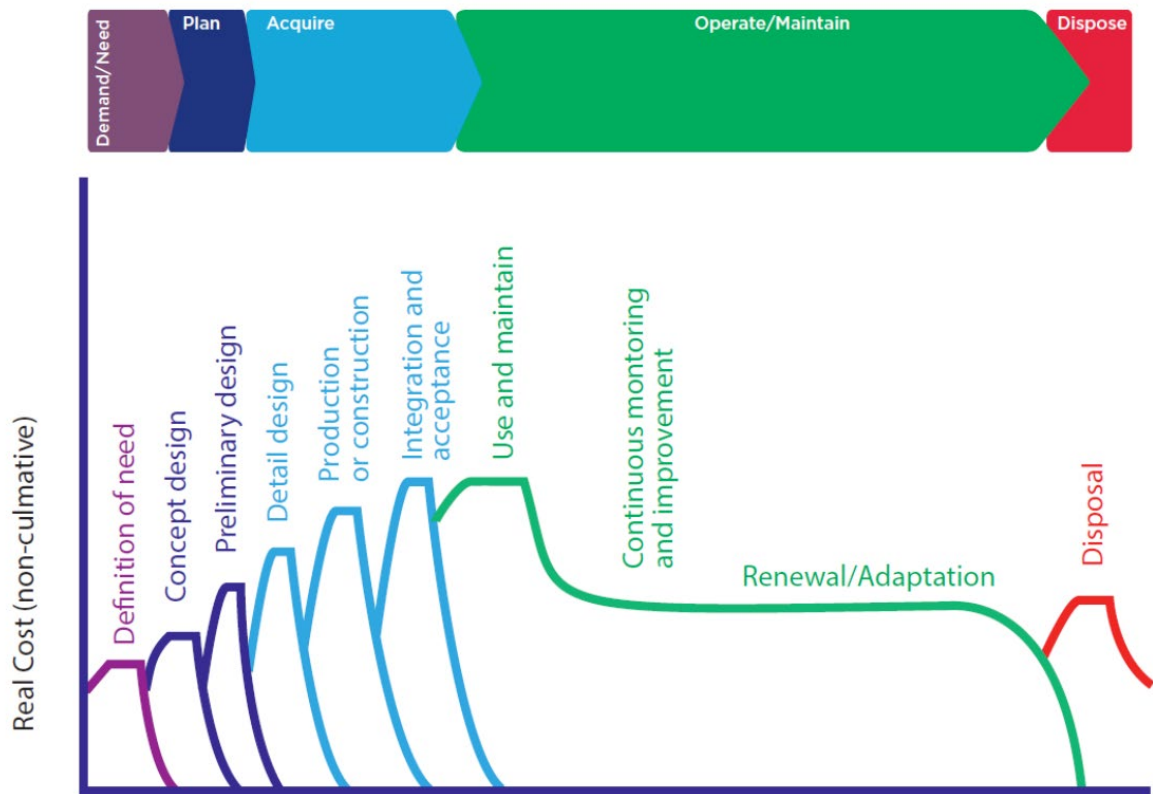 Demand/Need
Plan
Acquire
Operate/Maintain
Dispose
Real Cost (non-culmative)
Definition of need
Concept design
Preliminary design
Detail design
Production
or construction
Integration and
acceptance
Use and maintain
Continuous montoring
and improvement
Renewal/Adaptation
Disposal